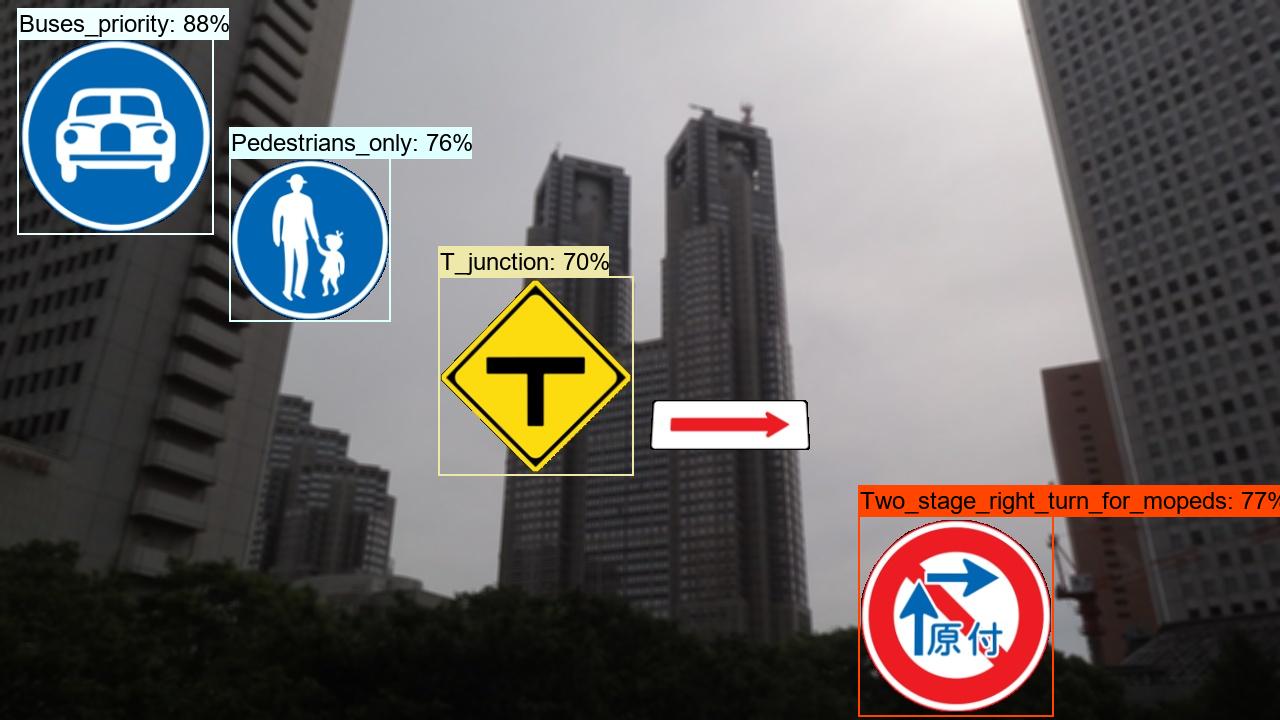 Buses_priority: 88%
Pedestrians_only: 76%
T_junction: 70%
Two_stage_right_turn_for_mopeds: 77%
原付